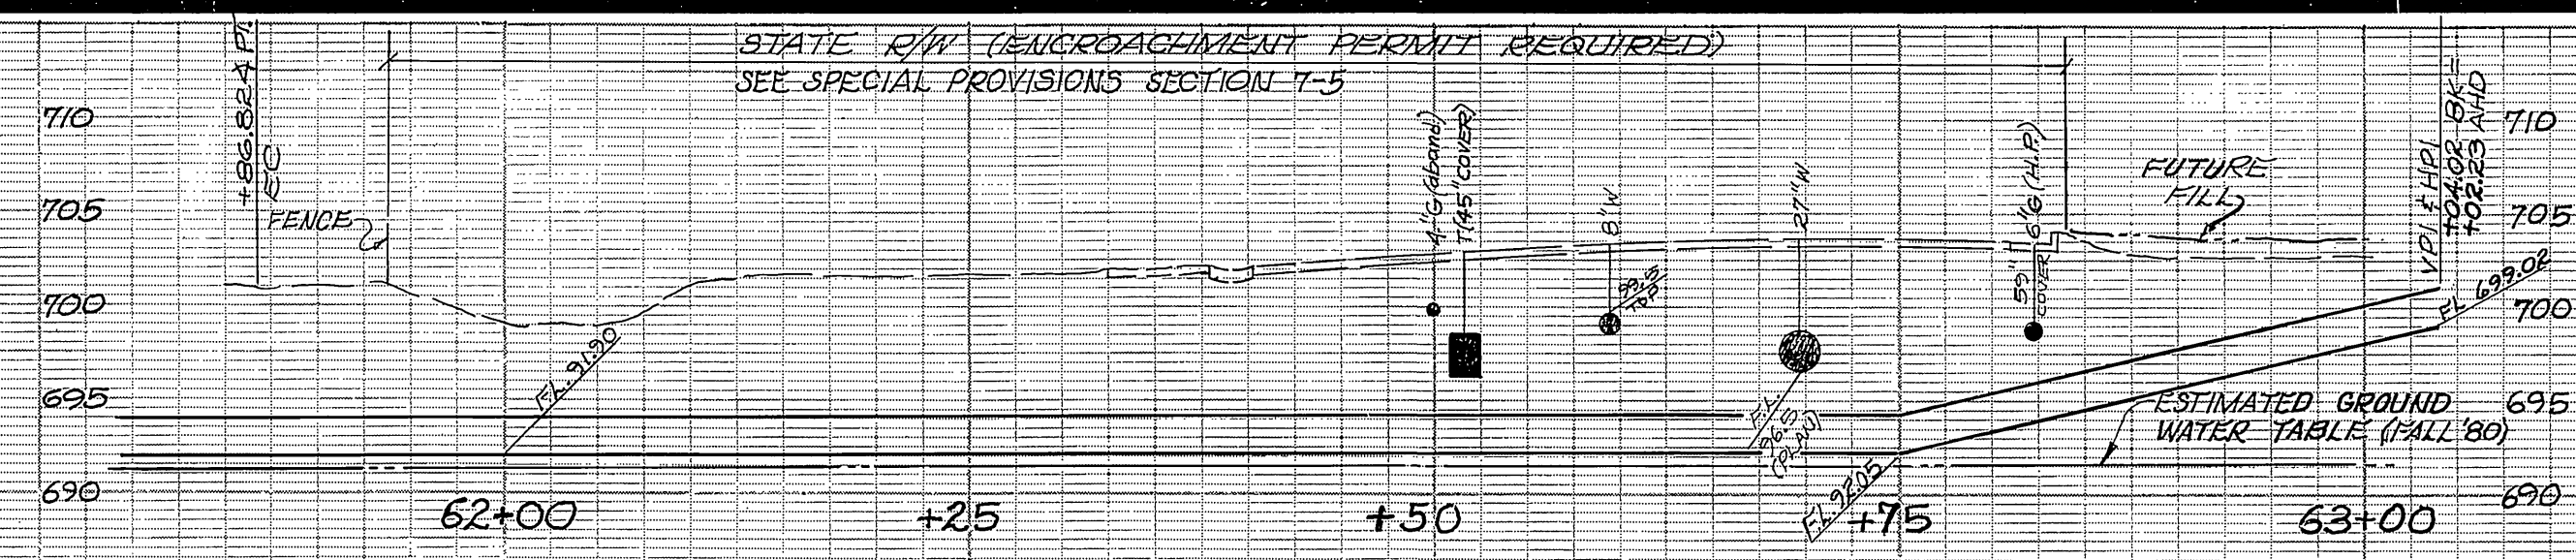 STATE R/W (ENCROACHMENT PERMIT REQUIRED)
SEE SPECIAL PROVISIONS SECTION 7-5
+86.824 PT.
EC
FENCE
710
705
700
695
690
FL. 91.90
4"G (aband.)
T (45" COVER)
8" W
99.5
TOP
27" W
FL
96.5
(PLAN)
6"G (H.P.)
59"
COVER
FUTURE
FILL
VPI & HPI
+04.02 BK=
+02.23 AHD
FL 699.02
FL 92.05
ESTIMATED GROUND
WATER TABLE (FALL '80)
710
705
700
695
690
62+00
+25
+50
+75
63+00